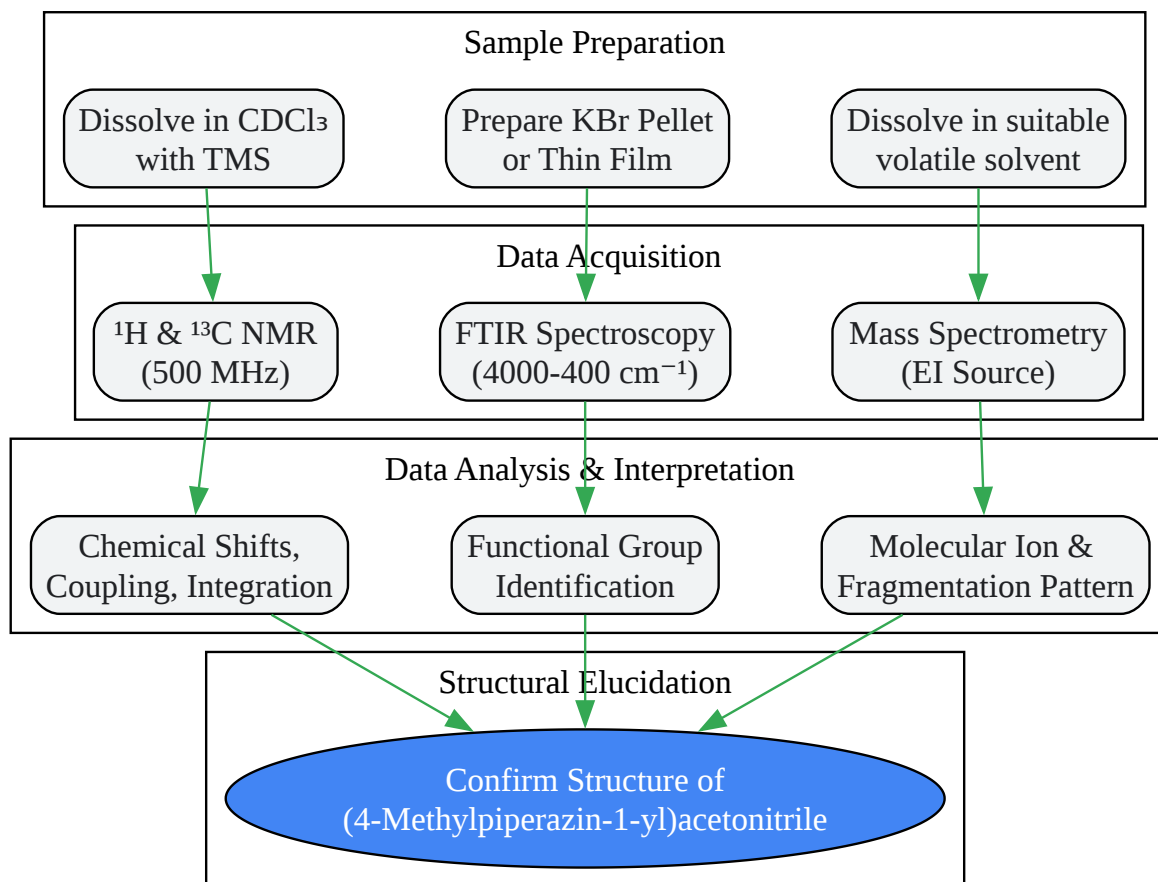 Sample Preparation
Dissolve in CDCl₃
with TMS
Prepare KBr Pellet
or Thin Film
Dissolve in suitable
volatile solvent
Data Acquisition
¹H & ¹³C NMR
(500 MHz)
FTIR Spectroscopy
(4000-400 cm⁻¹)
Mass Spectrometry
(EI Source)
Data Analysis & Interpretation
Chemical Shifts,
Coupling, Integration
Functional Group
Identification
Molecular Ion &
Fragmentation Pattern
Structural Elucidation
Confirm Structure of
(4-Methylpiperazin-1-yl)acetonitrile